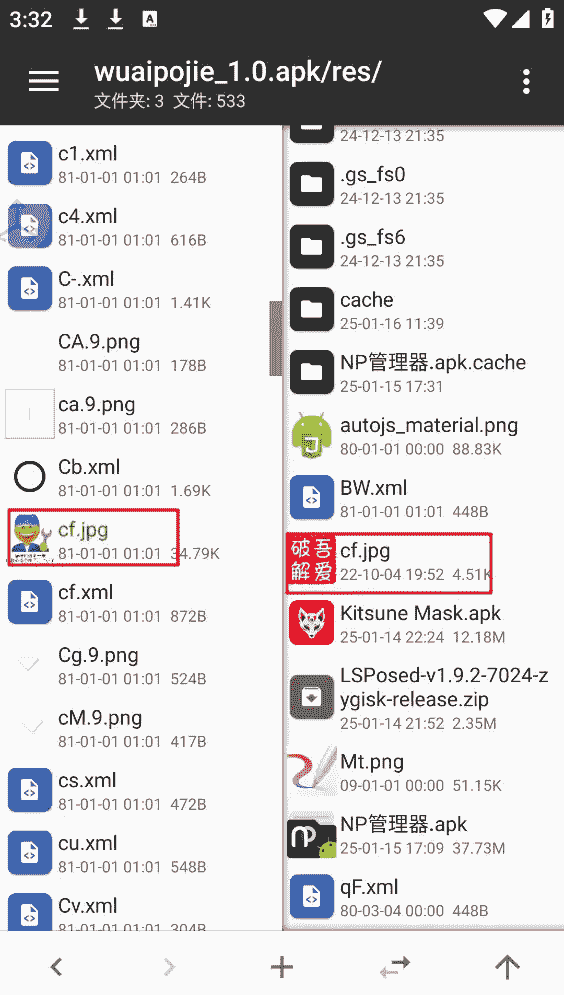 3:32
A
wuaipojie_1.0.apk/res/
文件夹: 3 文件: 533
c1.xml
81-01-01 01:01 264B
c4.xml
81-01-01 01:01 616B
C-.xml
81-01-01 01:01 1.41K
CA.9.png
81-01-01 01:01 178B
ca.9.png
81-01-01 01:01 286B
Cb.xml
81-01-01 01:01 1.69K
cf.jpg
81-01-01 01:01 34.79K
cf.xml
81-01-01 01:01 872B
Cg.9.png
81-01-01 01:01 524B
cM.9.png
81-01-01 01:01 417B
cs.xml
81-01-01 01:01 472B
cu.xml
81-01-01 01:01 548B
Cv.xml
81-01-01 01:01 304B
24-12-13 21:35
.gs_fs0
24-12-13 21:35
.gs_fs6
24-12-13 21:35
cache
25-01-16 11:39
NP管理器.apk.cache
25-01-15 17:31
autojs_material.png
80-01-01 00:00 88.83K
BW.xml
81-01-01 01:01 448B
破吾
解爱
cf.jpg
22-10-04 19:52 4.51K
Kitsune Mask.apk
25-01-14 22:24 12.18M
LSPosed-v1.9.2-7024-z
ygisk-release.zip
25-01-14 21:52 2.35M
Mt.png
09-01-01 00:00 51.15K
np
NP管理器.apk
25-01-15 17:09 37.73M
qF.xml
80-03-04 00:00 448B